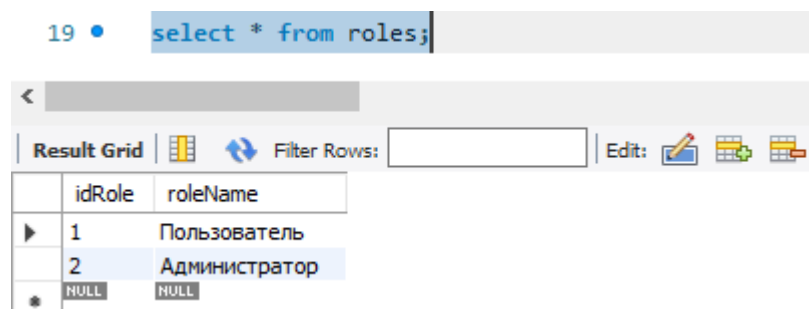 19 select * from roles;
Result Grid Filter Rows: Edit:
idRole roleName
1 Пользователь
2 Администратор
NULL NULL